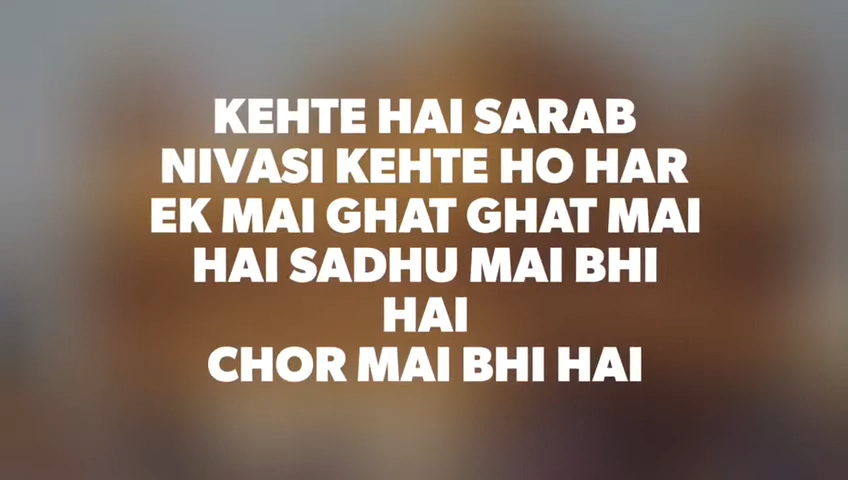 KEHTE HAI SARAB
NIVASI KEHTE HO HAR
EK MAI GHAT GHAT MAI
HAI SADHU MAI BHI
HAI
CHOR MAI BHI HAI